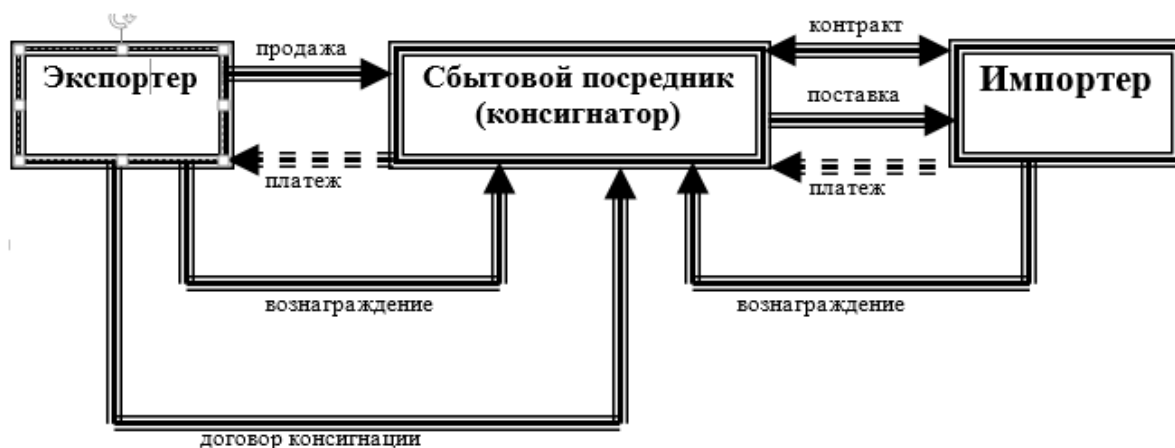 продажа
контракт
Экспортер
Сбытовой посредник
(консигнатор)
Импортер
поставка
платеж
платеж
вознаграждение
вознаграждение
договор консигнации